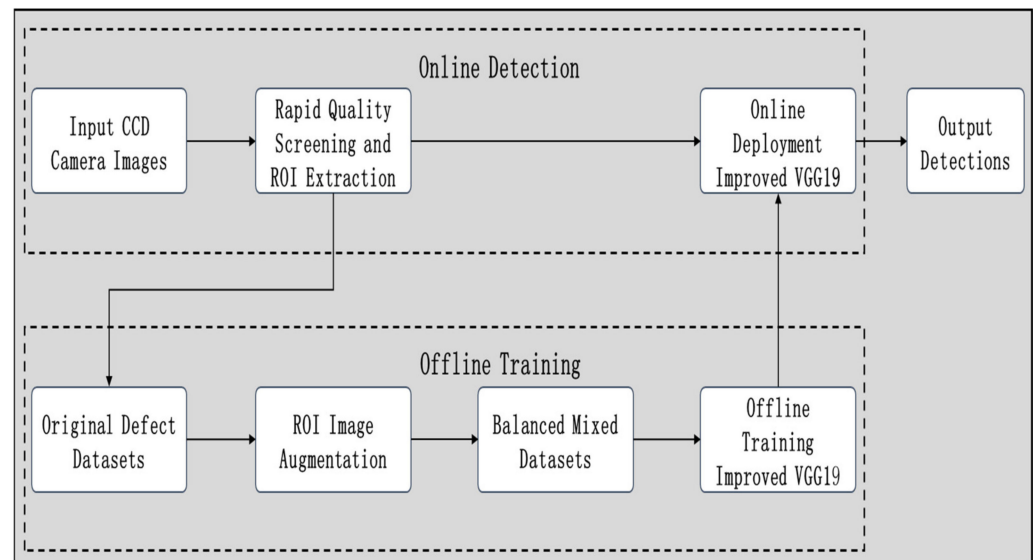 Online Detection
Input CCD
Camera Images
Rapid Quality
Screening and
ROI Extraction
Online
Deployment
Improved VGG19
Output
Detections
Offline Training
Original Defect
Datasets
ROI Image
Augmentation
Balanced Mixed
Datasets
Offline
Training
Improved VGG19